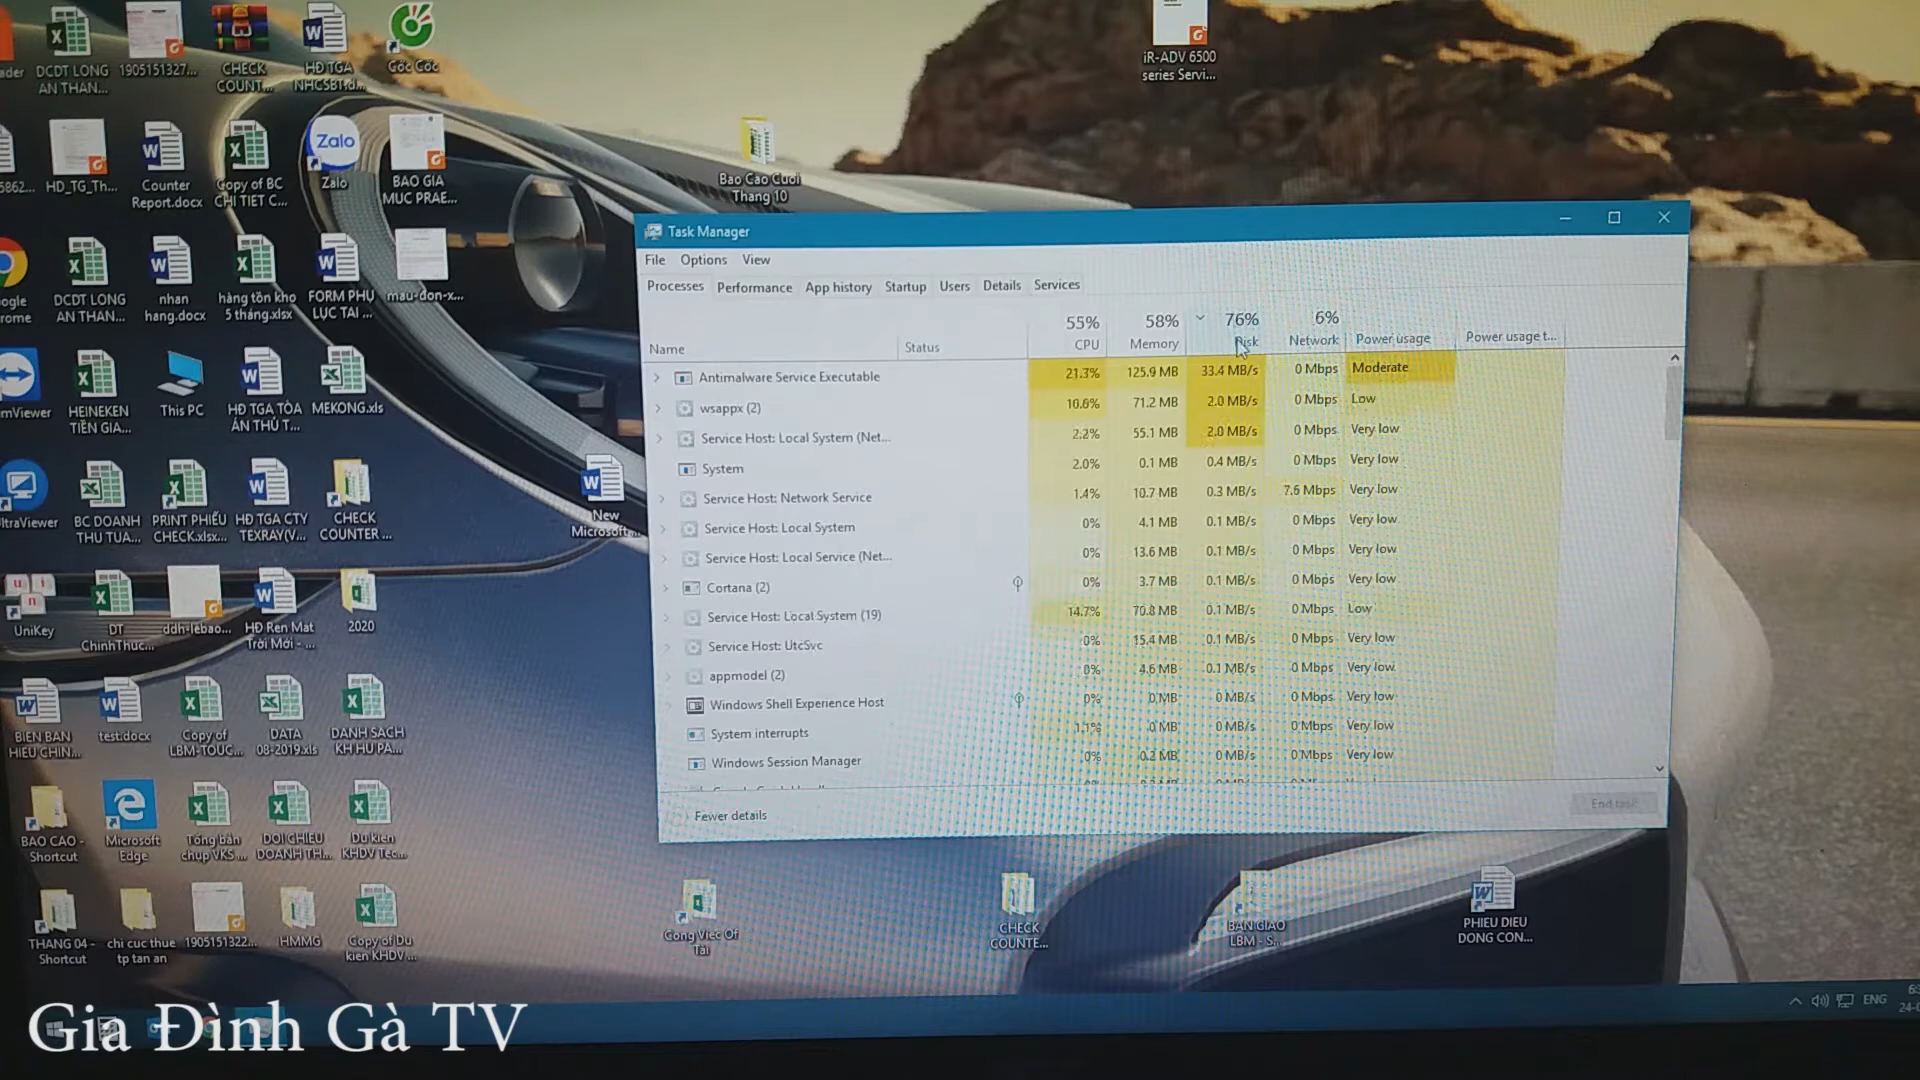 DCDT LONG
AN THAN...
1905151327...
CHECK
COUNT...
HĐ TGA
NHCSBT.d...
Cốc Cốc
iR-ADV 6500
series Servi...
HD_TG_Th...
Counter
Report.docx
Copy of BC
CHI TIET C...
Zalo
Zalo
BAO GIA
MUC PRAE...
Bao Cao Cuoi
Thang 10
DCDT LONG
AN THAN...
nhan
hang.docx
hàng tồn kho
5 tháng.xlsx
FORM PHỤ
LỤC TAI ...
mau-don-x...
HEINEKEN
TIỀN GIA...
This PC
HĐ TGA TÒA
ÁN THỦ T...
MEKONG.xls
BC DOANH
THU TUA...
PRINT PHIẾU
CHECK.xlsx...
HĐ TGA CTY
TEXRAY(V...
CHECK
COUNTER ...
New
Microsoft...
UniKey
DT
ChinhThuc...
ddh-lebao...
HĐ Ren Mat
Trời Mới - ...
2020
BIEN BAN
HIEU CHIN...
test.docx
Copy of
LBM-TOUC...
DATA
08-2019.xls
DANH SACH
KH HU PA...
BAO CAO -
Shortcut
Microsoft
Edge
Tổng bản
chụp VKS ...
DOI CHIEU
DOANH TH...
Du kien
KHDV Tec...
THANG 04 -
Shortcut
chi cuc thue
tp tan an
1905151322...
HMMG
Copy of Du
kien KHDV ...
Cong Viec Of
Tai
CHECK
COUNTE...
BAN GIAO
LBM - S...
PHIEU DIEU
DONG CON...
Task Manager
File Options View
Processes Performance App history Startup Users Details Services
55% 58% 76% 6%
Name Status CPU Memory Disk Network Power usage Power usage t...
Antimalware Service Executable 21.3% 125.9 MB 33.4 MB/s 0 Mbps Moderate
wsappx (2) 10.6% 71.2 MB 2.0 MB/s 0 Mbps Low
Service Host: Local System (Net... 2.2% 55.1 MB 2.0 MB/s 0 Mbps Very low
System 2.0% 0.1 MB 0.4 MB/s 0 Mbps Very low
Service Host: Network Service 1.4% 10.7 MB 0.3 MB/s 7.6 Mbps Very low
Service Host: Local System 0% 4.1 MB 0.1 MB/s 0 Mbps Very low
Service Host: Local Service (Net... 0% 13.6 MB 0.1 MB/s 0 Mbps Very low
Cortana (2) 0% 3.7 MB 0.1 MB/s 0 Mbps Very low
Service Host: Local System (19) 14.7% 70.8 MB 0.1 MB/s 0 Mbps Low
Service Host: UtcSvc 0% 15.4 MB 0.1 MB/s 0 Mbps Very low
appmodel (2) 0% 4.6 MB 0.1 MB/s 0 Mbps Very low
Windows Shell Experience Host 0% 0 MB 0 MB/s 0 Mbps Very low
System interrupts 1.1% 0 MB 0 MB/s 0 Mbps Very low
Windows Session Manager 0% 0.2 MB 0 MB/s 0 Mbps Very low
Fewer details
End task
ENG
Gia Đình Gà TV